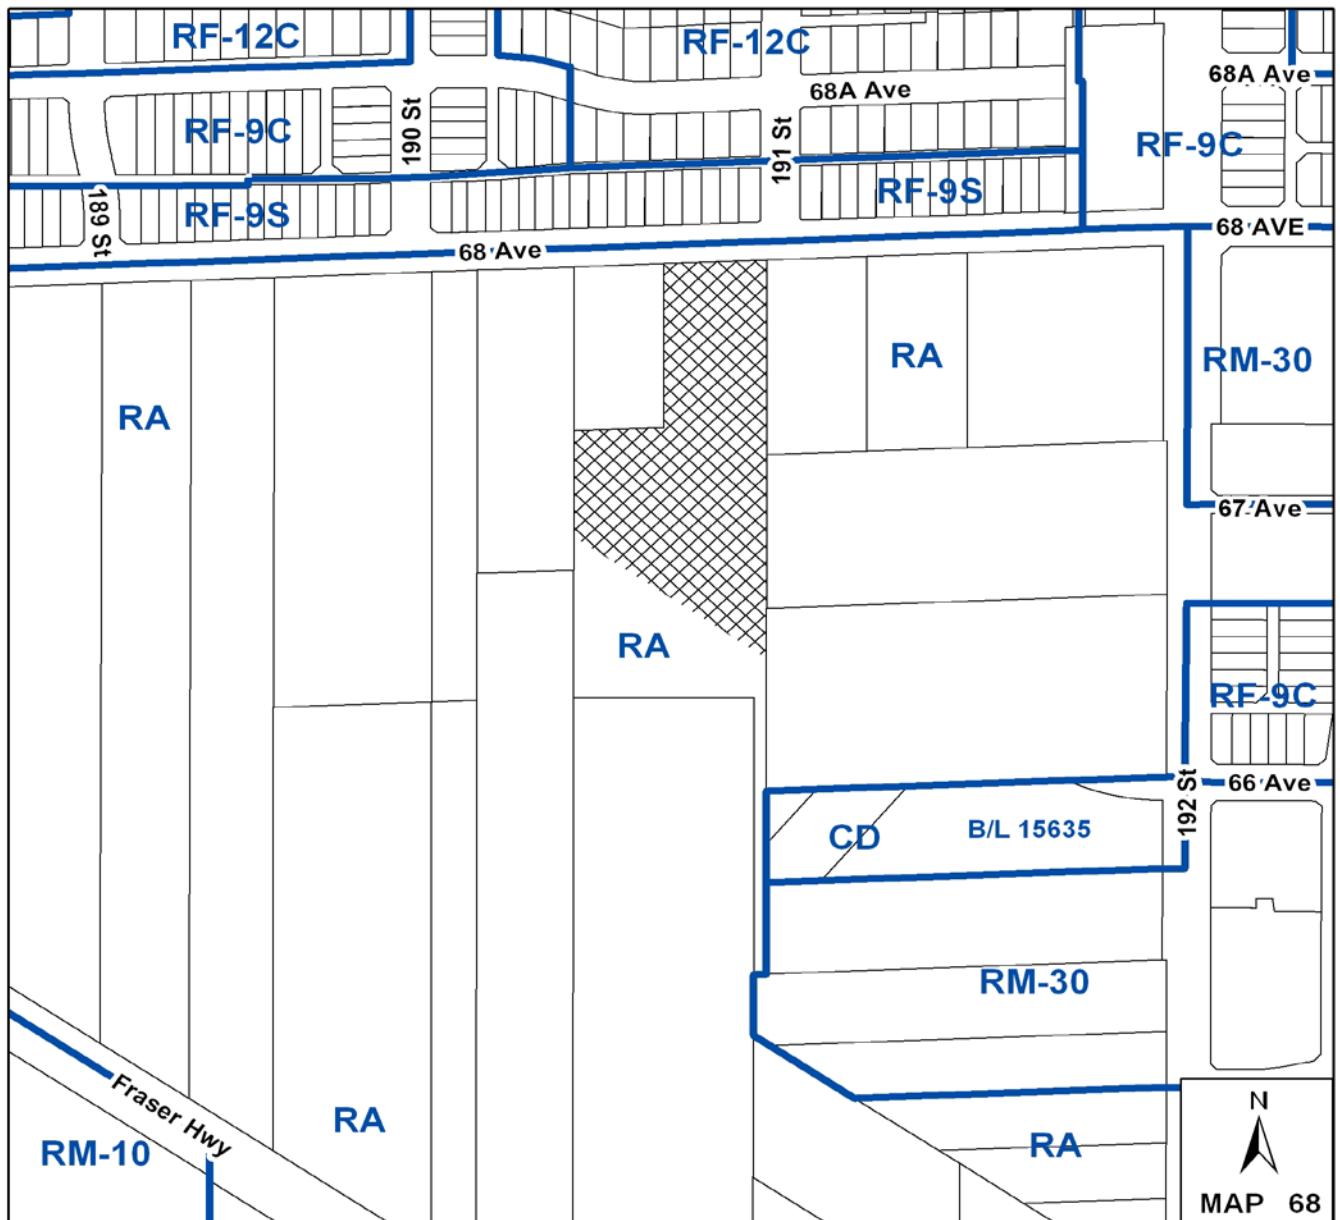 RF-12C
RF-12C
68A Ave
68A Ave
RF-9C
190 St
191 St
RF-9C
189 St
RF-9S
RF-9S
68 Ave
68 AVE
RA
RA
RM-30
67 Ave
RA
RF-9C
192 St
66 Ave
CD
B/L 15635
RM-30
Fraser Hwy
RM-10
RA
RA
N
MAP 68